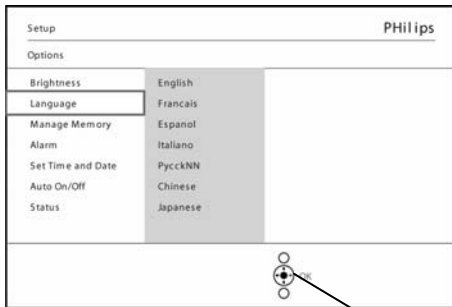 Setup
PHilips
Options
Brightness
English
Language
Francais
Manage Memory
Espanol
Alarm
Italiano
Set Time and Date
PycckNN
Auto On/Off
Chinese
Status
Japanese
OK